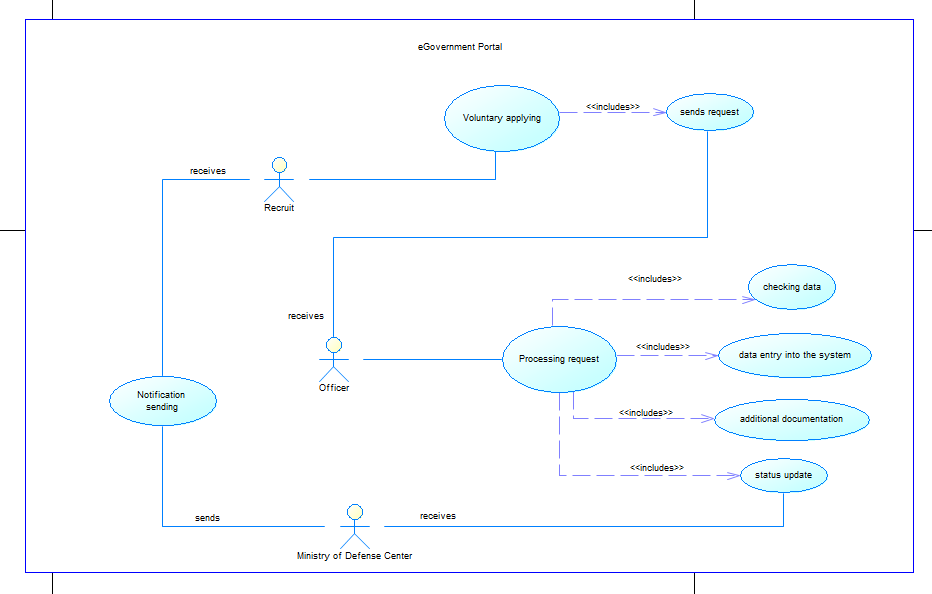 eGovernment Portal
<<includes>>
Voluntary applying
sends request
receives
Recruit
<<includes>>
checking data
receives
<<includes>>
Processing request
data entry into the system
Officer
Notification
sending
<<includes>>
additional documentation
<<includes>>
status update
sends
receives
Ministry of Defense Center